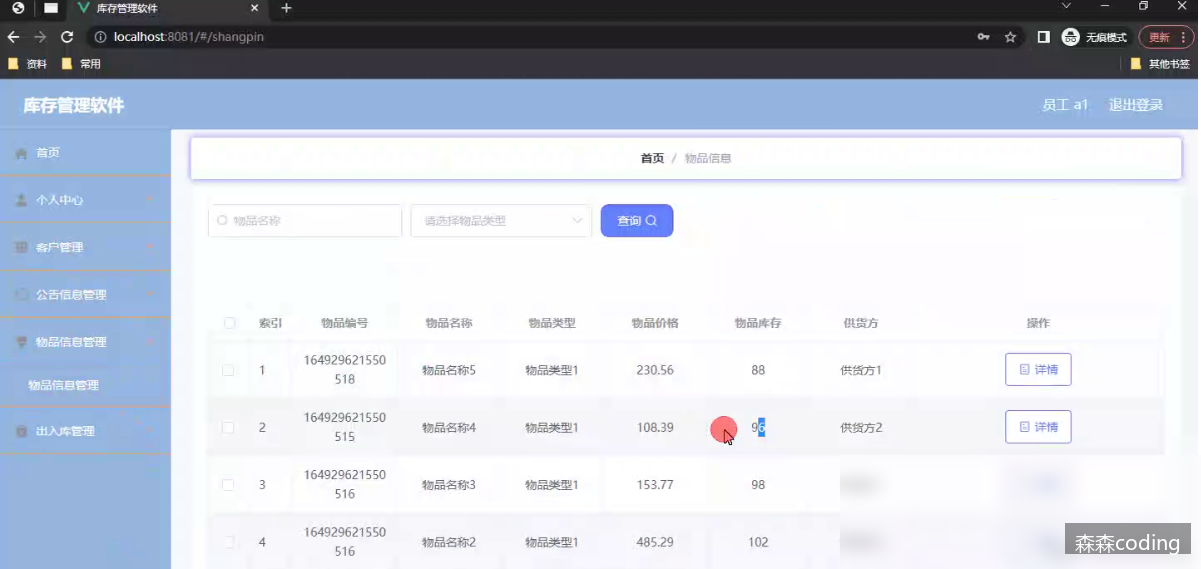 库存管理软件
localhost:8081/#/shangpin
无痕模式
更新
资料
常用
其他书签
库存管理软件
员工 a1
退出登录
首页
个人中心
客户管理
公告信息管理
物品信息管理
物品信息管理
出入库管理
首页 / 物品信息
物品名称
请选择物品类型
查询
索引 物品编号 物品名称 物品类型 物品价格 物品库存 供货方 操作
1 164929621550518 物品名称5 物品类型1 230.56 88 供货方1 详情
2 164929621550515 物品名称4 物品类型1 108.39 96 供货方2 详情
3 164929621550516 物品名称3 物品类型1 153.77 98
4 164929621550516 物品名称2 物品类型1 485.29 102
森森coding